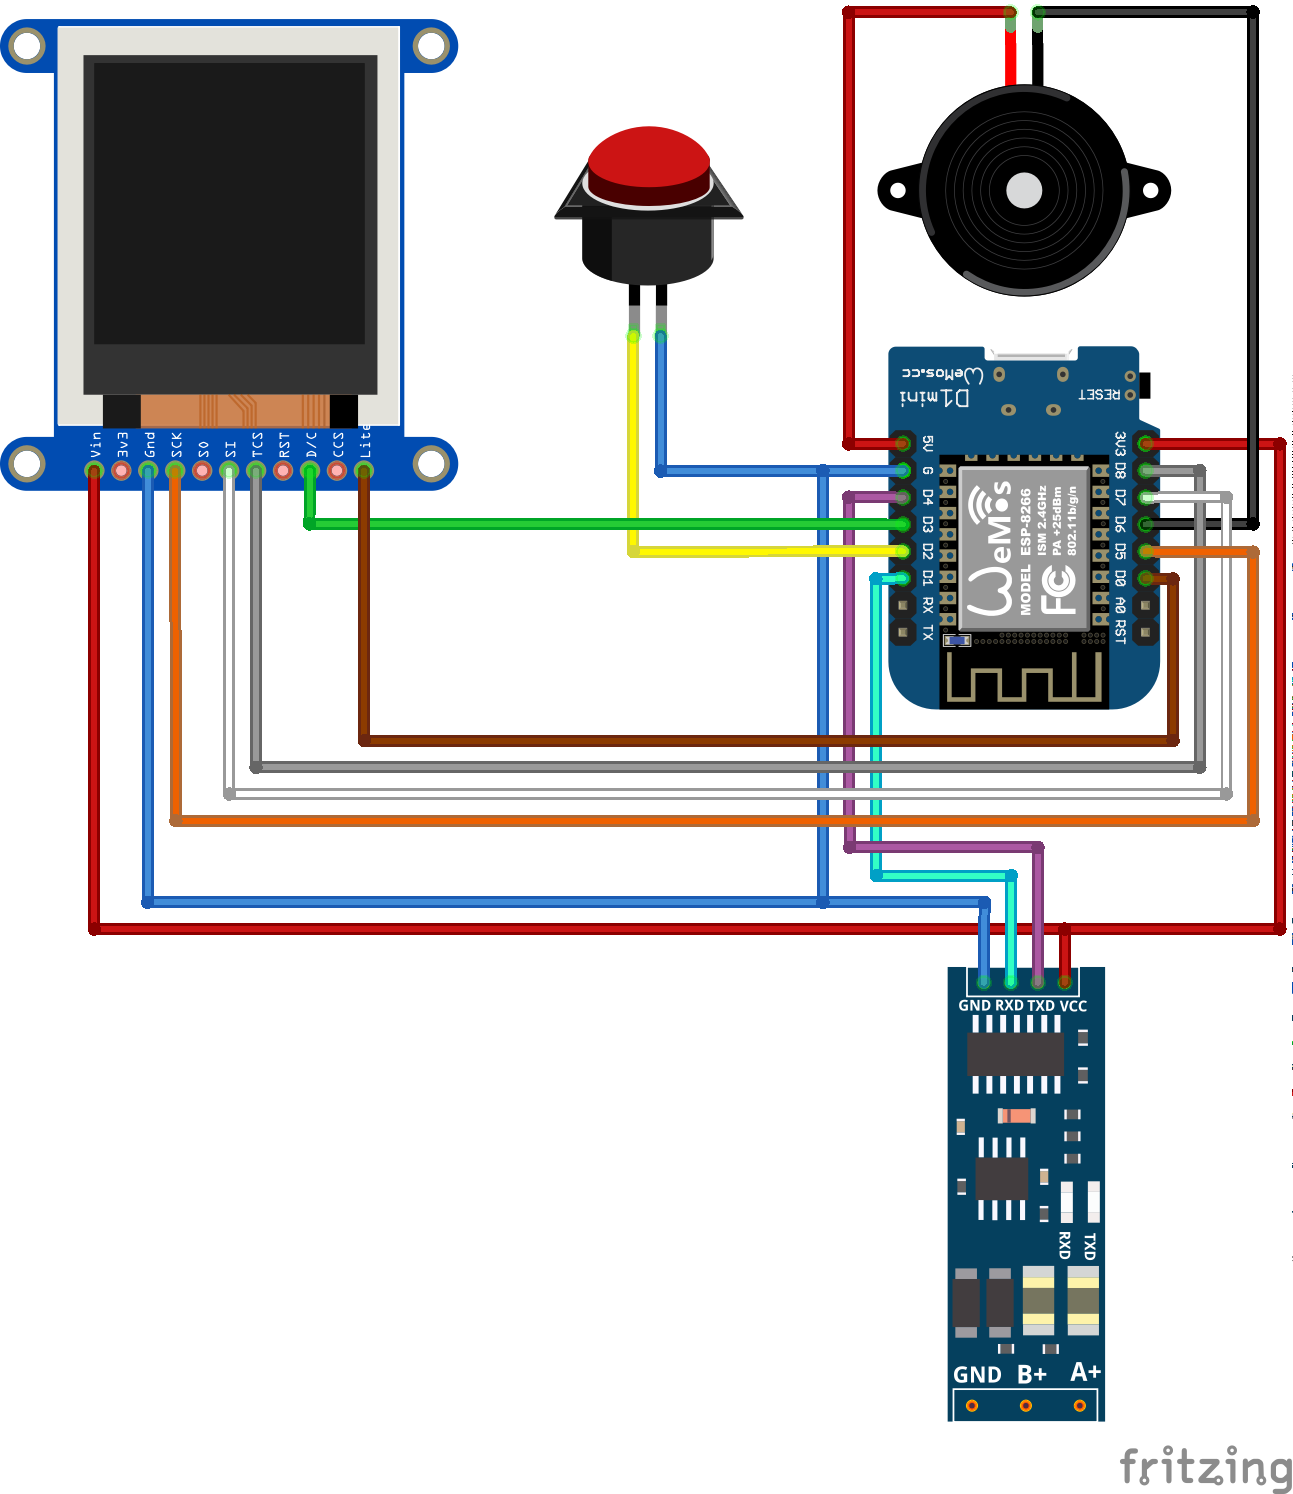 Vin
3v3
Gnd
SCK
SO
SI
TCS
RST
D/C
CCS
Lite
WeMos.cc
D1mini
RESET
5V
G
D4
D3
D2
D1
RX
TX
3V3
D8
D7
D6
D5
D0
A0
RST
WeMos
MODEL ESP-8266
ISM 2.4GHz
PA +25dBm
802.11b/g/n
FC
GND RXD TXD VCC
RXD
TXD
GND B+ A+
fritzing